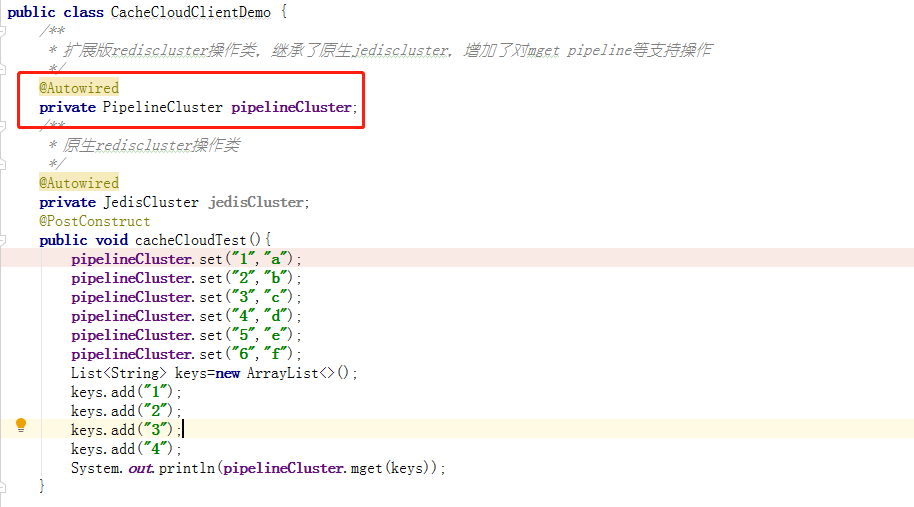 public class CacheCloudClientDemo {
/**
* 扩展版rediscluster操作类，继承了原生jediscluster，增加了对mget pipeline等支持操作
*/
@Autowired
private PipelineCluster pipelineCluster;
/**
* 原生rediscluster操作类
*/
@Autowired
private JedisCluster jedisCluster;
@PostConstruct
public void cacheCloudTest(){
pipelineCluster.set("1","a");
pipelineCluster.set("2","b");
pipelineCluster.set("3","c");
pipelineCluster.set("4","d");
pipelineCluster.set("5","e");
pipelineCluster.set("6","f");
List<String> keys=new ArrayList<>();
keys.add("1");
keys.add("2");
keys.add("3");
keys.add("4");
System.out.println(pipelineCluster.mget(keys));
}